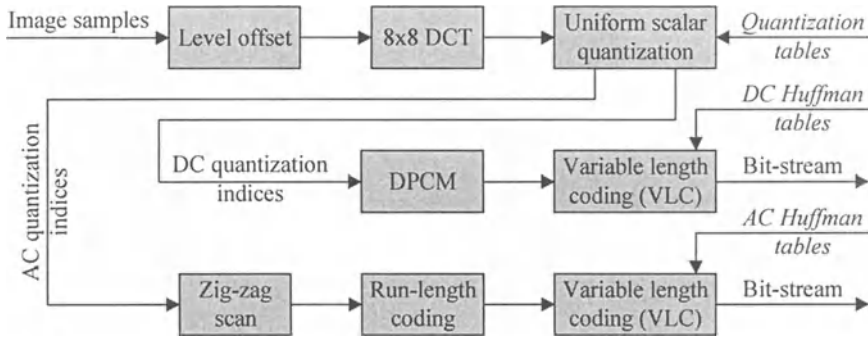 Image samples
Level offset
8x8 DCT
Uniform scalar
quantization
Quantization
tables
DC Huffman
tables
AC quantization
indices
DC quantization
indices
DPCM
Variable length
coding (VLC)
Bit-stream
AC Huffman
tables
Zig-zag
scan
Run-length
coding
Variable length
coding (VLC)
Bit-stream